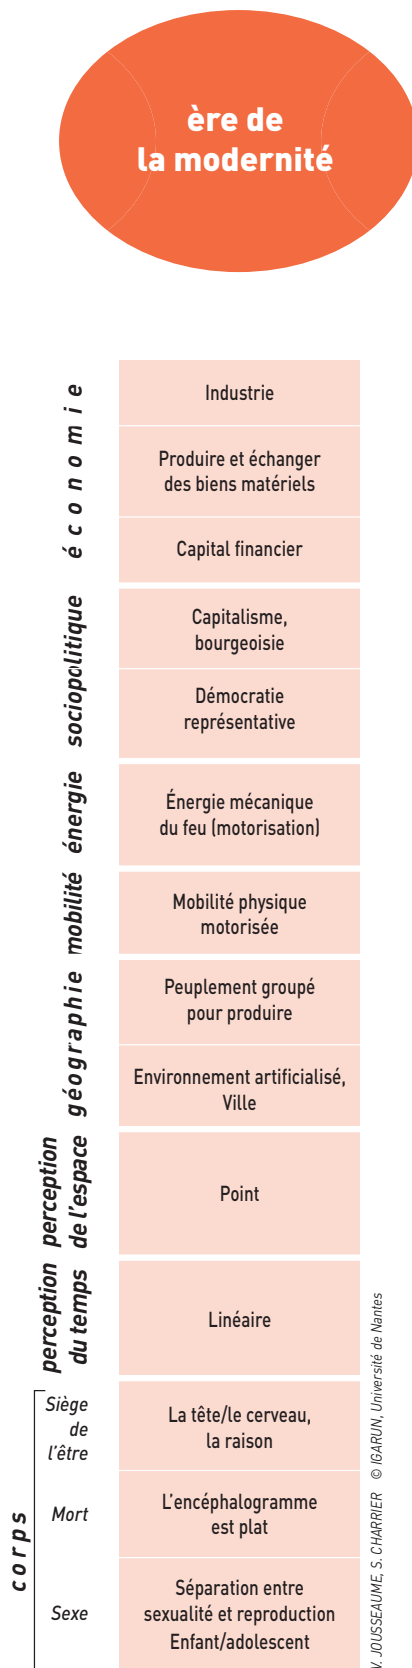 ère de
la modernité
économie
Industrie
Produire et échanger
des biens matériels
Capital financier
sociopolitique
Capitalisme,
bourgeoisie
Démocratie
représentative
énergie
Énergie mécanique
du feu (motorisation)
mobilité
Mobilité physique
motorisée
géographie
Peuplement groupé
pour produire
Environnement artificialisé,
Ville
perception
de l'espace
Point
perception
du temps
Linéaire
corps
Siège
de
l'être
La tête/le cerveau,
la raison
Mort
L'encéphalogramme
est plat
Sexe
Séparation entre
sexualité et reproduction
Enfant/adolescent
V. JOUSSEAUME, S. CHARRIER © IGARUN, Université de Nantes